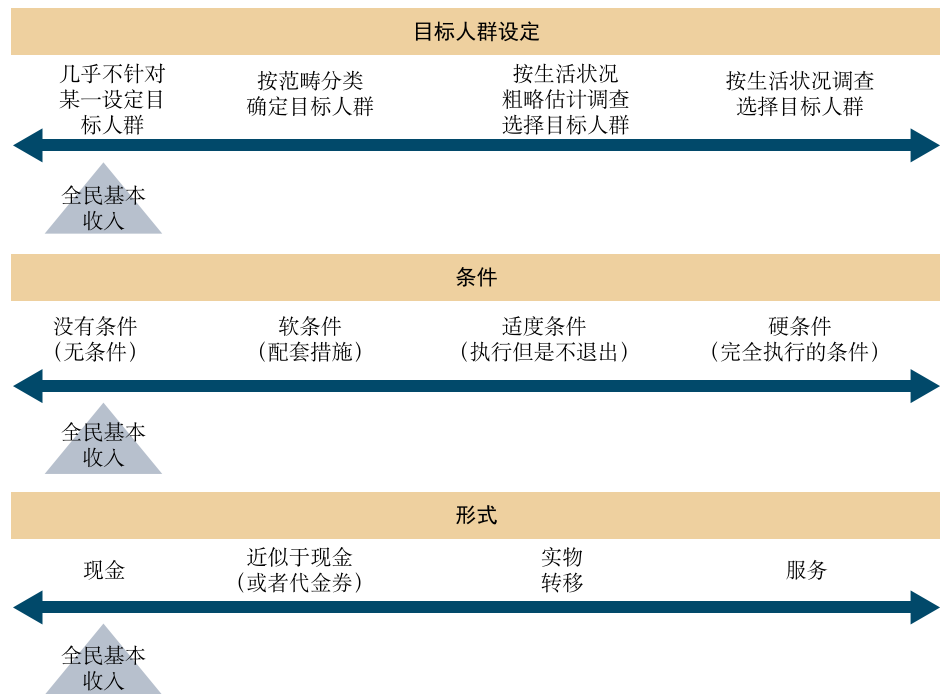 目标人群设定
几乎不针对
某一设定目
标人群
按范畴分类
确定目标人群
按生活状况
粗略估计调查
选择目标人群
按生活状况调查
选择目标人群
全民基本
收入
条件
没有条件
（无条件）
软条件
（配套措施）
适度条件
（执行但是不退出）
硬条件
（完全执行的条件）
全民基本
收入
形式
现金
近似于现金
（或者代金券）
实物
转移
服务
全民基本
收入